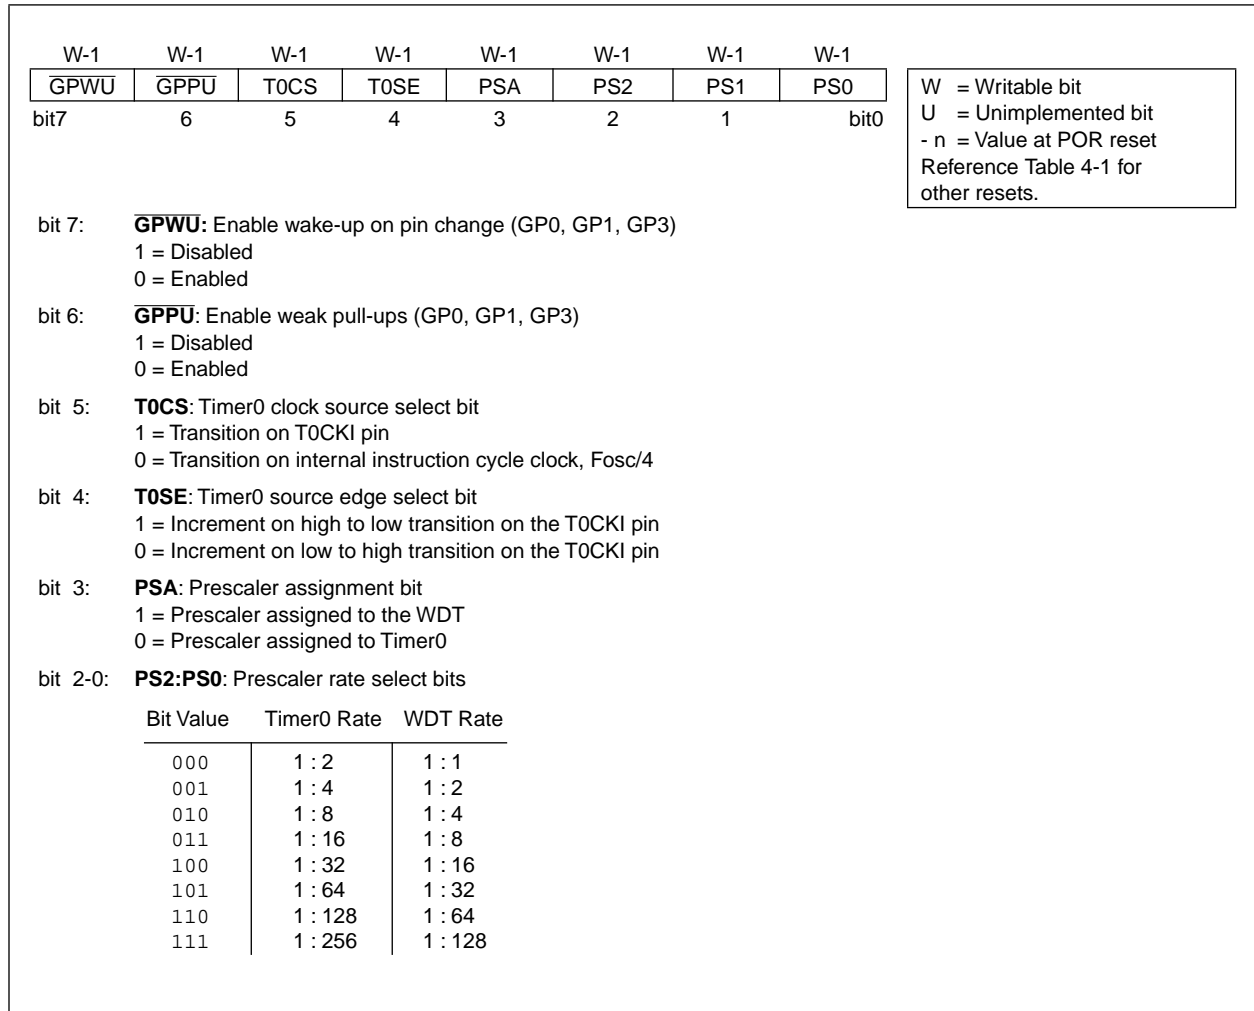 W-1 W-1 W-1 W-1 W-1 W-1 W-1 W-1
GPWU GPPU T0CS T0SE PSA PS2 PS1 PS0
bit7 6 5 4 3 2 1 bit0
W = Writable bit
U = Unimplemented bit
- n = Value at POR reset
Reference Table 4-1 for
other resets.
bit 7: GPWU: Enable wake-up on pin change (GP0, GP1, GP3)
1 = Disabled
0 = Enabled
bit 6: GPPU: Enable weak pull-ups (GP0, GP1, GP3)
1 = Disabled
0 = Enabled
bit 5: T0CS: Timer0 clock source select bit
1 = Transition on T0CKI pin
0 = Transition on internal instruction cycle clock, Fosc/4
bit 4: T0SE: Timer0 source edge select bit
1 = Increment on high to low transition on the T0CKI pin
0 = Increment on low to high transition on the T0CKI pin
bit 3: PSA: Prescaler assignment bit
1 = Prescaler assigned to the WDT
0 = Prescaler assigned to Timer0
bit 2-0: PS2:PS0: Prescaler rate select bits
Bit Value Timer0 Rate WDT Rate
000 1 : 2 1 : 1
001 1 : 4 1 : 2
010 1 : 8 1 : 4
011 1 : 16 1 : 8
100 1 : 32 1 : 16
101 1 : 64 1 : 32
110 1 : 128 1 : 64
111 1 : 256 1 : 128